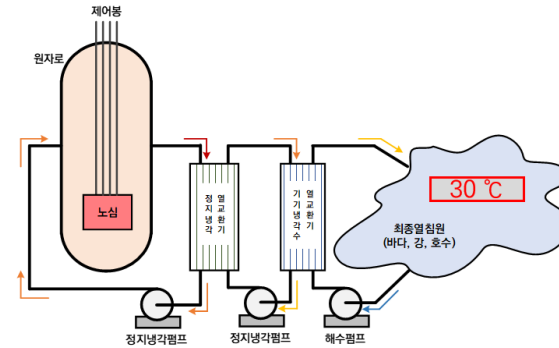 제어봉
원자로
노심
정지냉각
열교환기
기기냉각수
열교환기
30 ℃
최종열침원
(바다, 강, 호수)
정지냉각펌프
정지냉각펌프
해수펌프